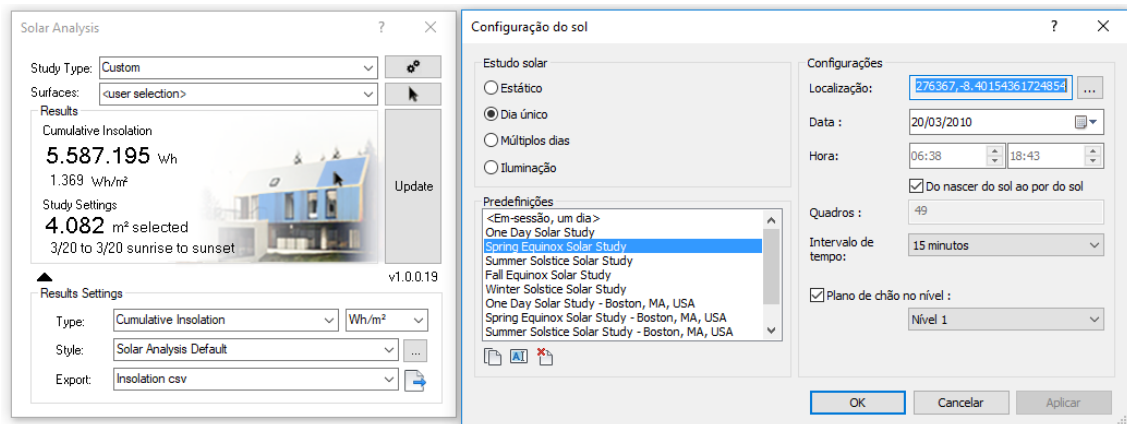 Solar Analysis
?
Study Type: Custom
Surfaces: <user selection>
Results
Cumulative Insolation
5.587.195 Wh
1.369 Wh/m²
Study Settings
4.082 m² selected
3/20 to 3/20 sunrise to sunset
Update
v1.0.0.19
Results Settings
Type: Cumulative Insolation Wh/m²
Style: Solar Analysis Default ...
Export: Insolation csv
Configuração do sol
?
Estudo solar
Estático
Dia único
Múltiplos dias
Iluminação
Predefinições
<Em-sessão, um dia>
One Day Solar Study
Spring Equinox Solar Study
Summer Solstice Solar Study
Fall Equinox Solar Study
Winter Solstice Solar Study
One Day Solar Study - Boston, MA, USA
Spring Equinox Solar Study - Boston, MA, USA
Summer Solstice Solar Study - Boston, MA, USA
AI
Configurações
Localização: 276367,-8.40154361724854 ...
Data : 20/03/2010
Hora: 06:38 18:43
Do nascer do sol ao por do sol
Quadros : 49
Intervalo de
tempo: 15 minutos
Plano de chão no nível :
Nível 1
OK Cancelar Aplicar